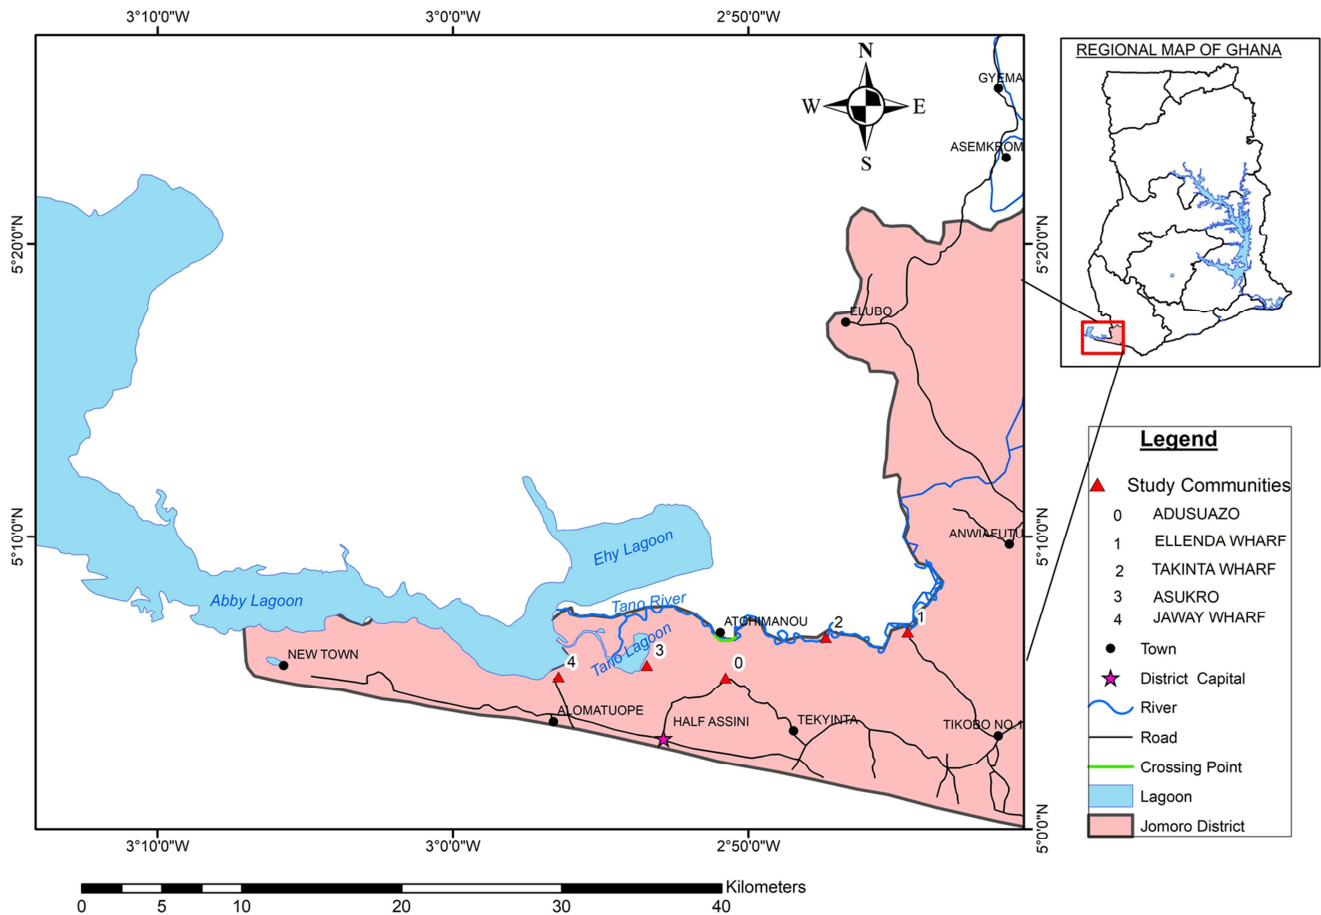 3°10'0"W
3°0'0"W
2°50'0"W
REGIONAL MAP OF GHANA
N
W
E
S
GYEMA
ASEMKROM
5°20'0"N
5°20'0"N
ELUBO
5°10'0"N
5°10'0"N
ANWIAFUTU
Ehy Lagoon
Abby Lagoon
Tano River
Tano Lagoon
ATCHIMANOU
NEW TOWN
1
2
3
4
0
ALOMATUOPE
HALF ASSINI
TEKYINTA
TIKOBO NO.1
5°0'0"N
3°10'0"W
3°0'0"W
2°50'0"W
Legend
Study Communities
0 ADUSUAZO
1 ELLENDA WHARF
2 TAKINTA WHARF
3 ASUKRO
4 JAWAY WHARF
Town
District Capital
River
Road
Crossing Point
Lagoon
Jomoro District
Kilometers
0 5 10 20 30 40